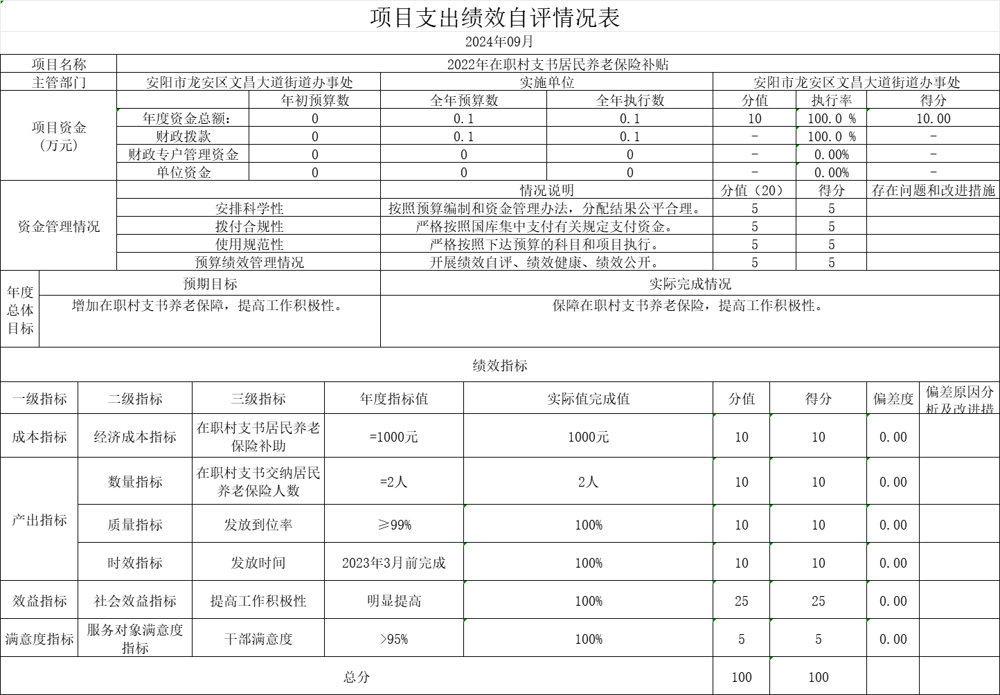 项目支出绩效自评情况表
2024年09月
项目名称 2022年在职村支书居民养老保险补贴
主管部门 安阳市龙安区文昌大道街道办事处 实施单位 安阳市龙安区文昌大道街道办事处
项目资金
(万元)
年初预算数 全年预算数 全年执行数 分值 执行率 得分
年度资金总额: 0 0.1 0.1 10 100.0 % 10.00
财政拨款 0 0.1 0.1 - 100.0 % -
财政专户管理资金 0 0 0 - 0.00% -
单位资金 0 0 0 - 0.00% -
资金管理情况
情况说明 分值（20） 得分 存在问题和改进措施
安排科学性 按照预算编制和资金管理办法，分配结果公平合理。 5 5
拨付合规性 严格按照国库集中支付有关规定支付资金。 5 5
使用规范性 严格按照下达预算的科目和项目执行。 5 5
预算绩效管理情况 开展绩效自评、绩效健康、绩效公开。 5 5
年度
总体
目标
预期目标 实际完成情况
增加在职村支书养老保障，提高工作积极性。 保障在职村支书养老保险，提高工作积极性。
绩效指标
一级指标 二级指标 三级指标 年度指标值 实际值完成值 分值 得分 偏差度 偏差原因分
析及改进措
成本指标 经济成本指标 在职村支书居民养老
保险补助 =1000元 1000元 10 10 0.00
产出指标
数量指标 在职村支书交纳居民
养老保险人数 =2人 2人 10 10 0.00
质量指标 发放到位率 ≥99% 100% 10 10 0.00
时效指标 发放时间 2023年3月前完成 100% 10 10 0.00
效益指标 社会效益指标 提高工作积极性 明显提高 100% 25 25 0.00
满意度指标 服务对象满意度
指标 干部满意度 >95% 100% 5 5 0.00
总分 100 100